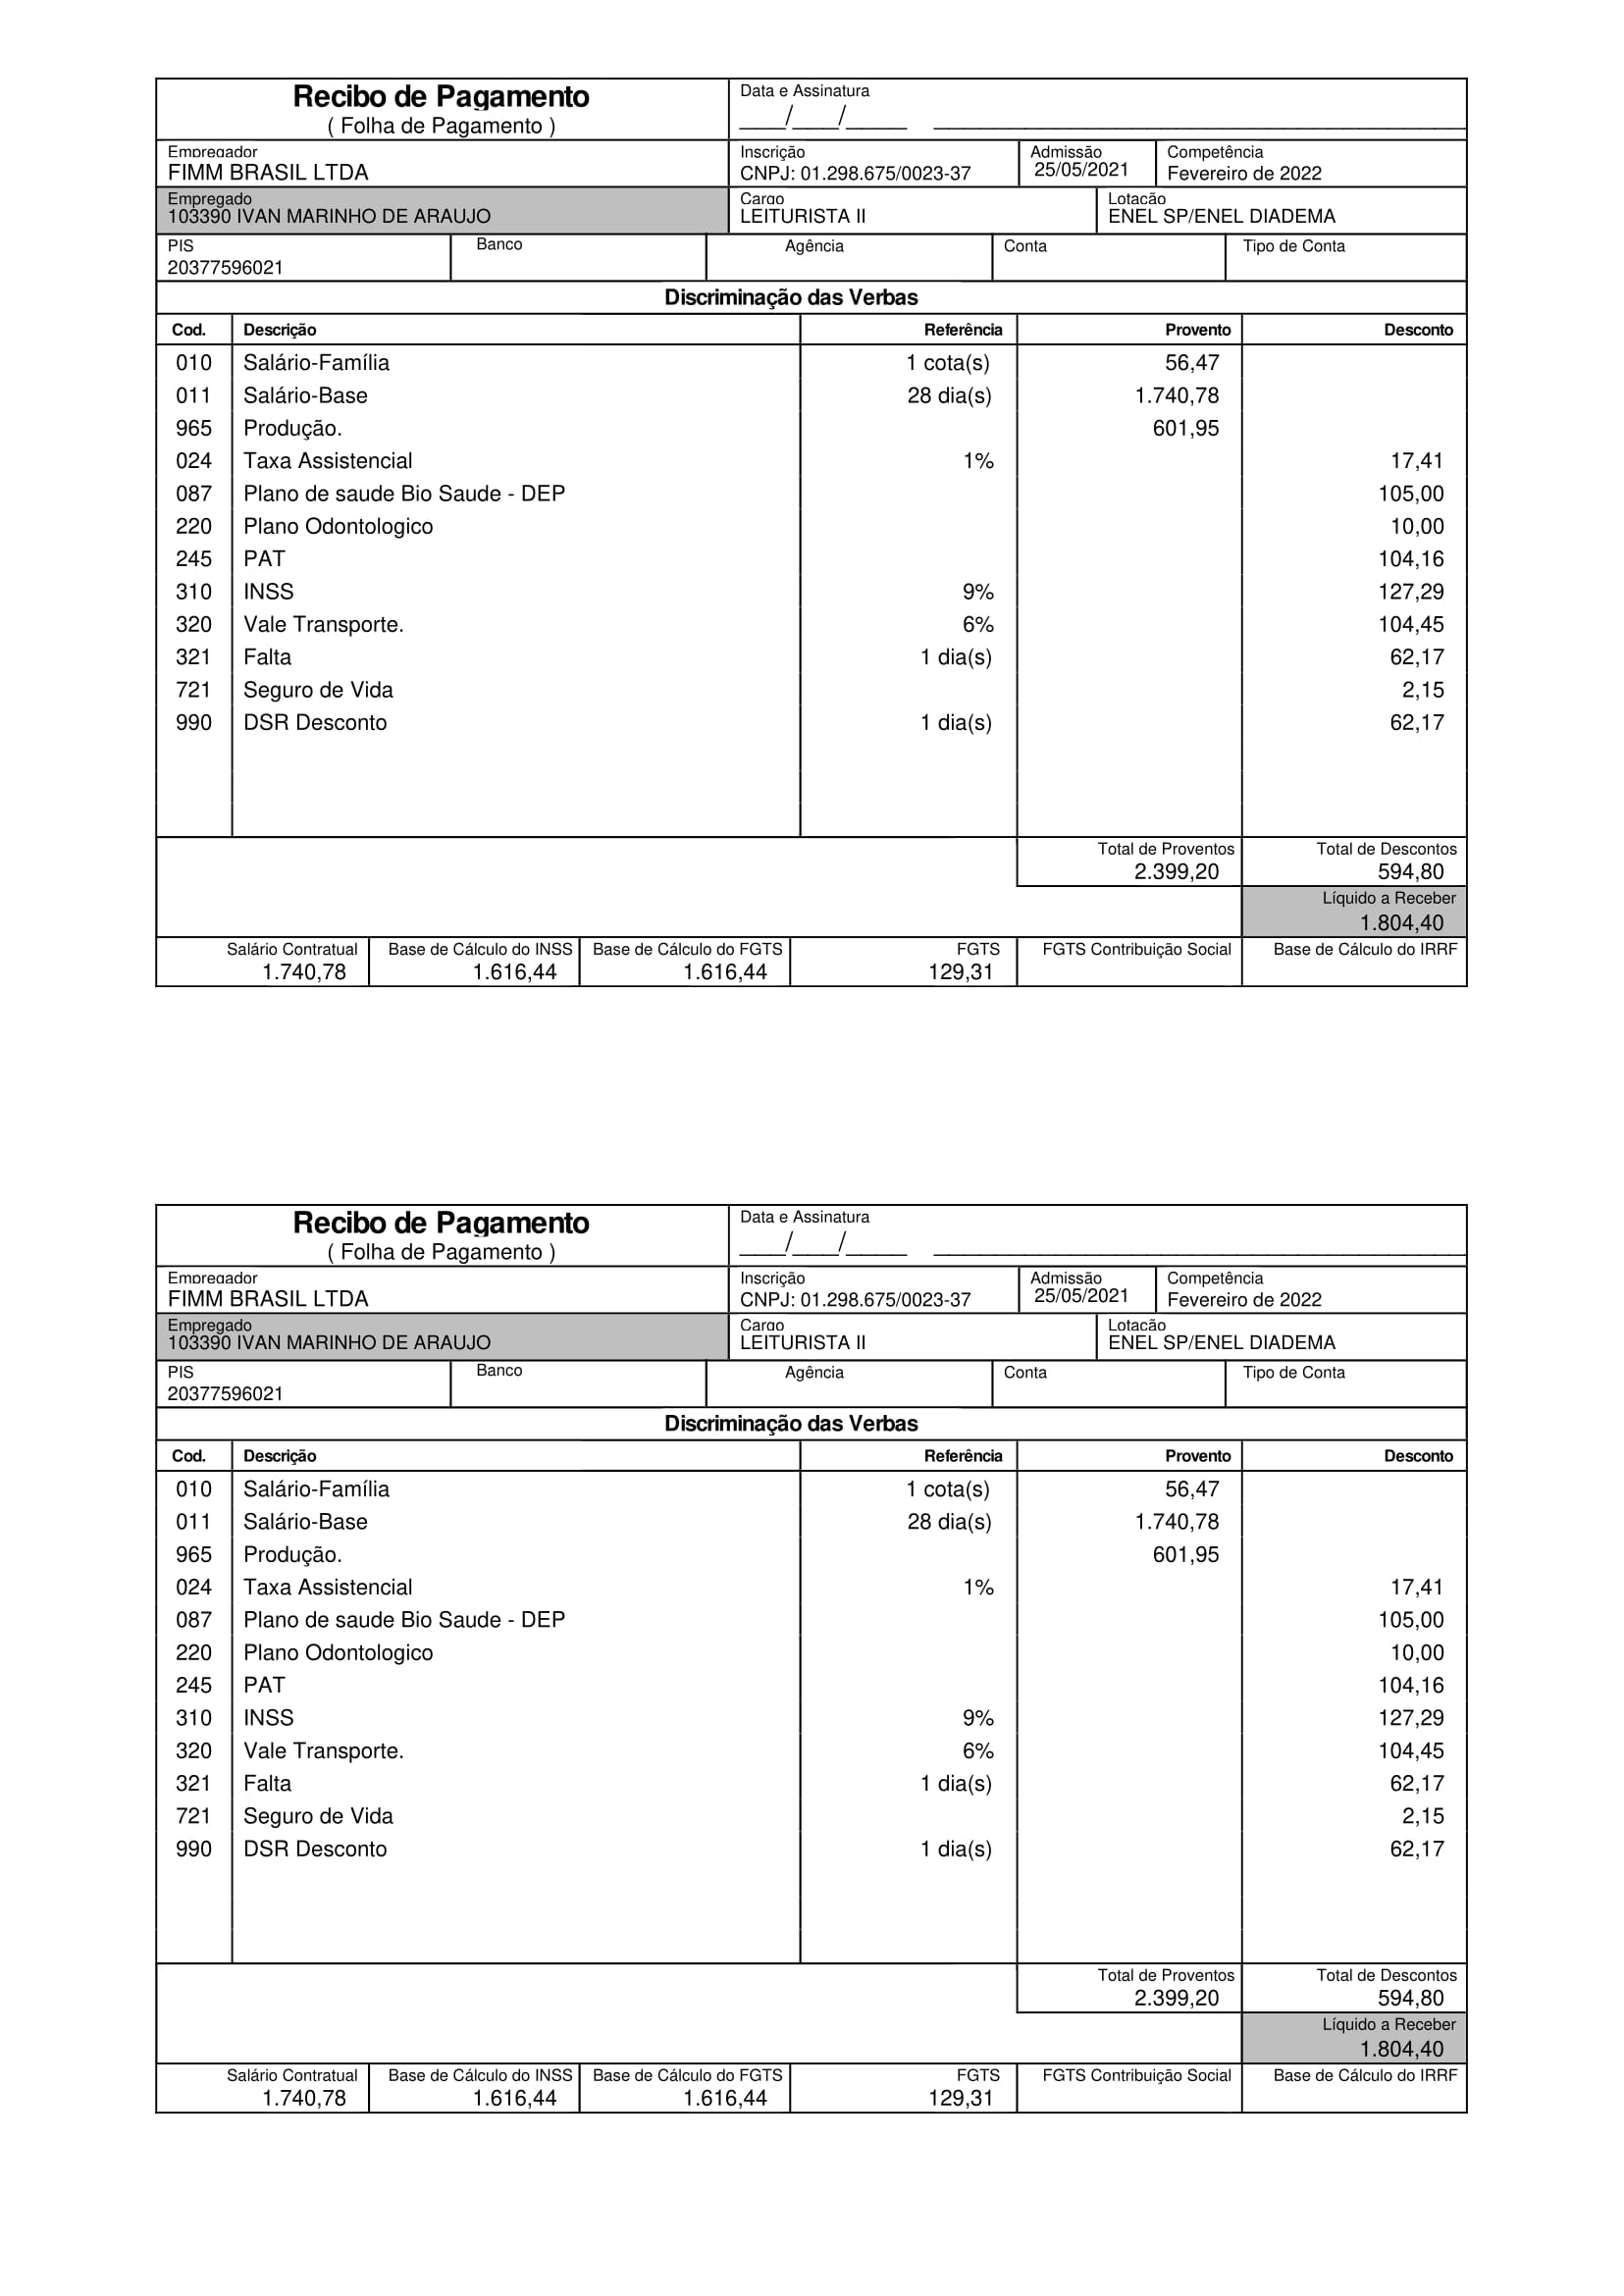 Recibo de Pagamento
( Folha de Pagamento )
Data e Assinatura
___/___/____ ___________________________________
Empregador
FIMM BRASIL LTDA
Inscrição
CNPJ: 01.298.675/0023-37
Admissão
25/05/2021
Competência
Fevereiro de 2022
Empregado
103390 IVAN MARINHO DE ARAUJO
Cargo
LEITURISTA II
Lotação
ENEL SP/ENEL DIADEMA
PIS
20377596021
Banco
Agência
Conta
Tipo de Conta
Discriminação das Verbas
Cod. Descrição Referência Provento Desconto
010 Salário-Família 1 cota(s) 56,47
011 Salário-Base 28 dia(s) 1.740,78
965 Produção. 601,95
024 Taxa Assistencial 1% 17,41
087 Plano de saude Bio Saude - DEP 105,00
220 Plano Odontologico 10,00
245 PAT 104,16
310 INSS 9% 127,29
320 Vale Transporte. 6% 104,45
321 Falta 1 dia(s) 62,17
721 Seguro de Vida 2,15
990 DSR Desconto 1 dia(s) 62,17
Total de Proventos Total de Descontos
2.399,20 594,80
Líquido a Receber
1.804,40
Salário Contratual Base de Cálculo do INSS Base de Cálculo do FGTS FGTS FGTS Contribuição Social Base de Cálculo do IRRF
1.740,78 1.616,44 1.616,44 129,31
Recibo de Pagamento
( Folha de Pagamento )
Data e Assinatura
___/___/____ ___________________________________
Empregador
FIMM BRASIL LTDA
Inscrição
CNPJ: 01.298.675/0023-37
Admissão
25/05/2021
Competência
Fevereiro de 2022
Empregado
103390 IVAN MARINHO DE ARAUJO
Cargo
LEITURISTA II
Lotação
ENEL SP/ENEL DIADEMA
PIS
20377596021
Banco
Agência
Conta
Tipo de Conta
Discriminação das Verbas
Cod. Descrição Referência Provento Desconto
010 Salário-Família 1 cota(s) 56,47
011 Salário-Base 28 dia(s) 1.740,78
965 Produção. 601,95
024 Taxa Assistencial 1% 17,41
087 Plano de saude Bio Saude - DEP 105,00
220 Plano Odontologico 10,00
245 PAT 104,16
310 INSS 9% 127,29
320 Vale Transporte. 6% 104,45
321 Falta 1 dia(s) 62,17
721 Seguro de Vida 2,15
990 DSR Desconto 1 dia(s) 62,17
Total de Proventos Total de Descontos
2.399,20 594,80
Líquido a Receber
1.804,40
Salário Contratual Base de Cálculo do INSS Base de Cálculo do FGTS FGTS FGTS Contribuição Social Base de Cálculo do IRRF
1.740,78 1.616,44 1.616,44 129,31